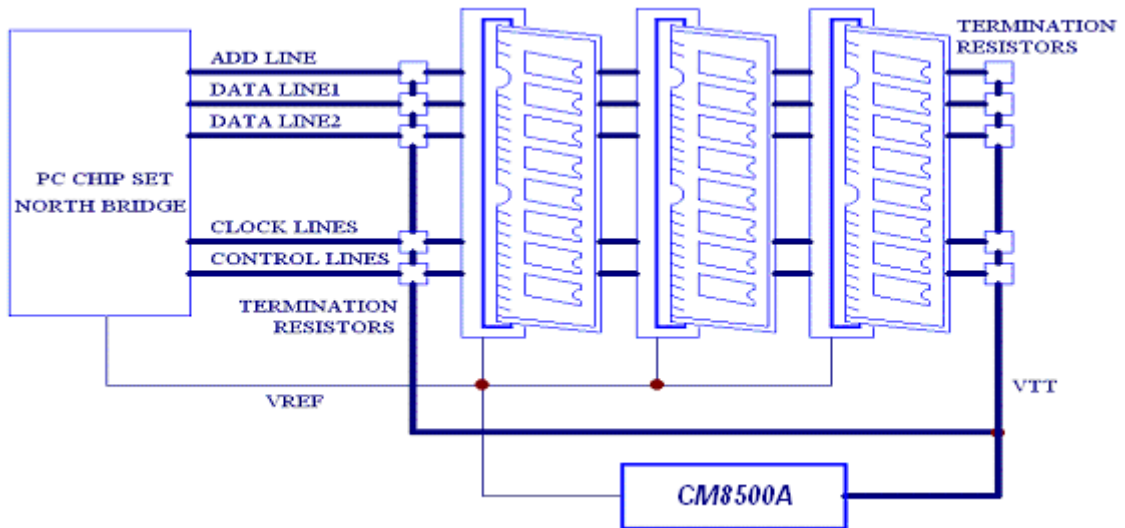 TERMINATION
RESISTORS
ADD LINE
DATA LINE1
DATA LINE2
PC CHIP SET
NORTH BRIDGE
CLOCK LINES
CONTROL LINES
TERMINATION
RESISTORS
VREF
VTT
CM8500A